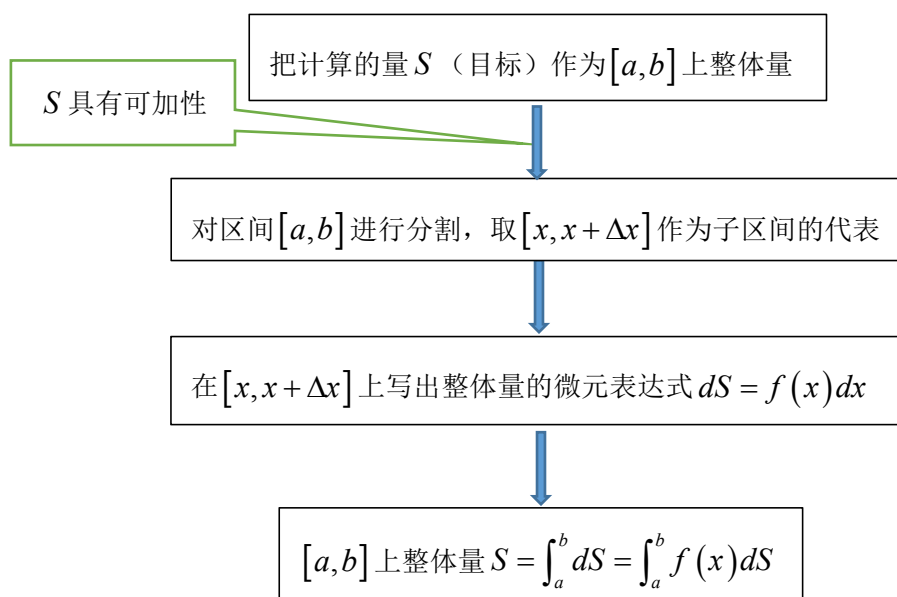 把计算的量 S （目标）作为[a,b]上整体量
S 具有可加性
对区间[a,b]进行分割，取[x,x+Δx]作为子区间的代表
在[x,x+Δx]上写出整体量的微元表达式dS=f(x)dx
[a,b]上整体量S=∫_a^b dS=∫_a^b f(x)dS